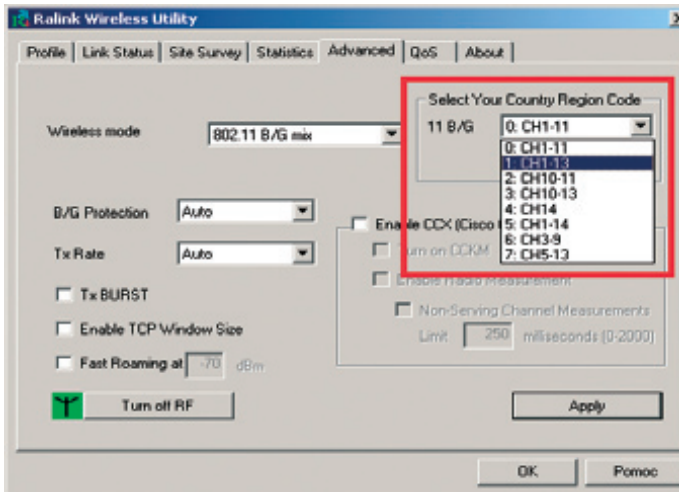 Ralink Wireless Utility
Profile Link Status Site Survey Statistics Advanced QoS About
Select Your Country Region Code
Wireless mode 802.11 B/G mix 11 B/G 0: CH1-11
0: CH1-11
1: CH1-13
2: CH10-11
3: CH10-13
4: CH14
5: CH1-14
6: CH3-9
7: CH5-13
B/G Protection Auto
Enable CCX (Cisco
Tx Rate Auto
Turn on CCKM
Enable Radio Measurement
Tx BURST
Non-Serving Channel Measurements
Enable TCP Window Size
Limit 250 milliseconds (0-2000)
Fast Roaming at -70 dBm
Turn off RF
Apply
OK Pomoc